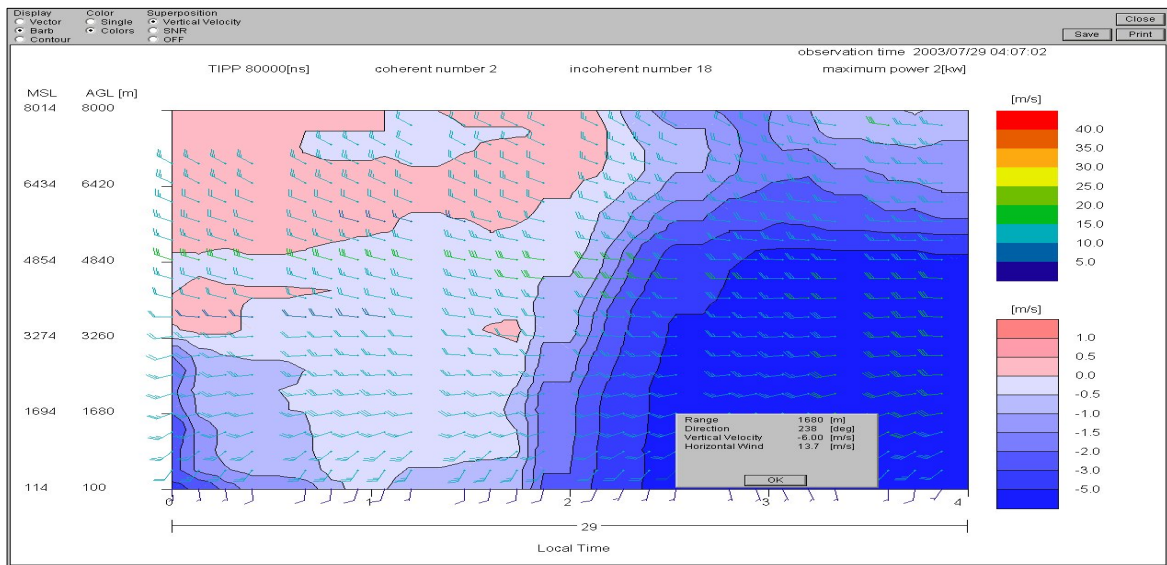 Display Color Superposition
Vector Single Vertical Velocity
Barb Colors SNR
Contour OFF
Close
Save Print
observation time 2003/07/29 04:07:02
TIPP 80000[ns] coherent number 2 incoherent number 18 maximum power 2[kw]
MSL AGL [m]
8014 8000
6434 6420
4854 4840
3274 3260
1694 1680
114 100
0 1 2 3 4
29
Local Time
[m/s]
40.0
35.0
30.0
25.0
20.0
15.0
10.0
5.0
[m/s]
1.0
0.5
0.0
-0.5
-1.0
-1.5
-2.0
-3.0
-5.0
Range 1680 [m]
Direction 238 [deg]
Vertical Velocity -6.00 [m/s]
Horizontal Wind 13.7 [m/s]
OK